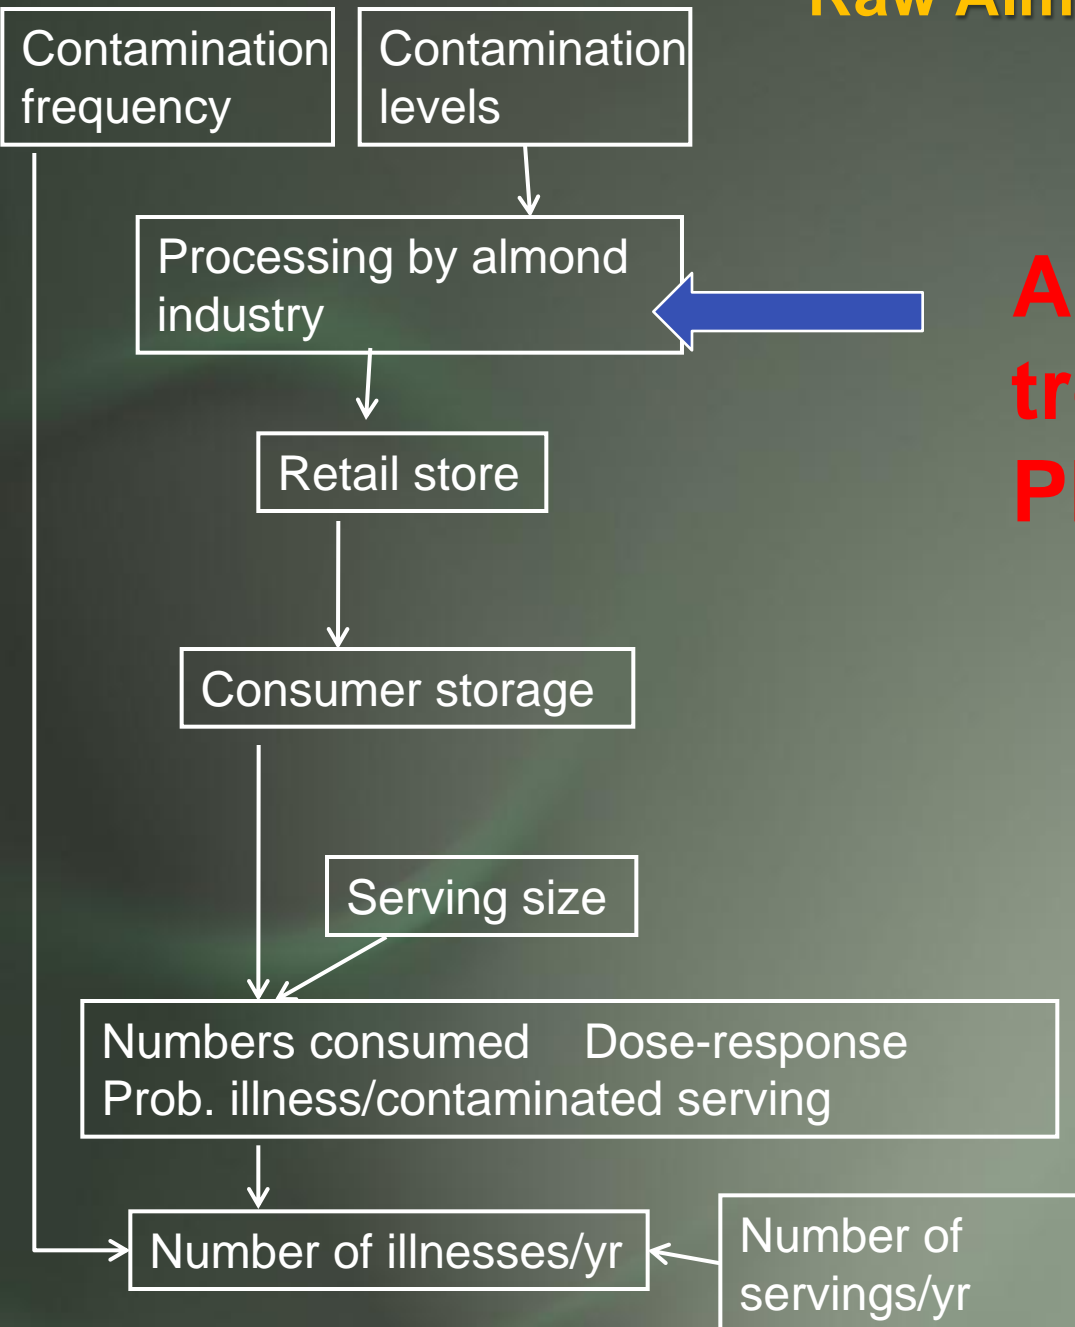 Raw
Contamination
frequency
Contamination
levels
Processing by almond
industry
A
Retail store
Consumer storage
Serving size
Numbers consumed Dose-response
Prob. illness/contaminated serving
Number of illnesses/yr
Number of
servings/yr